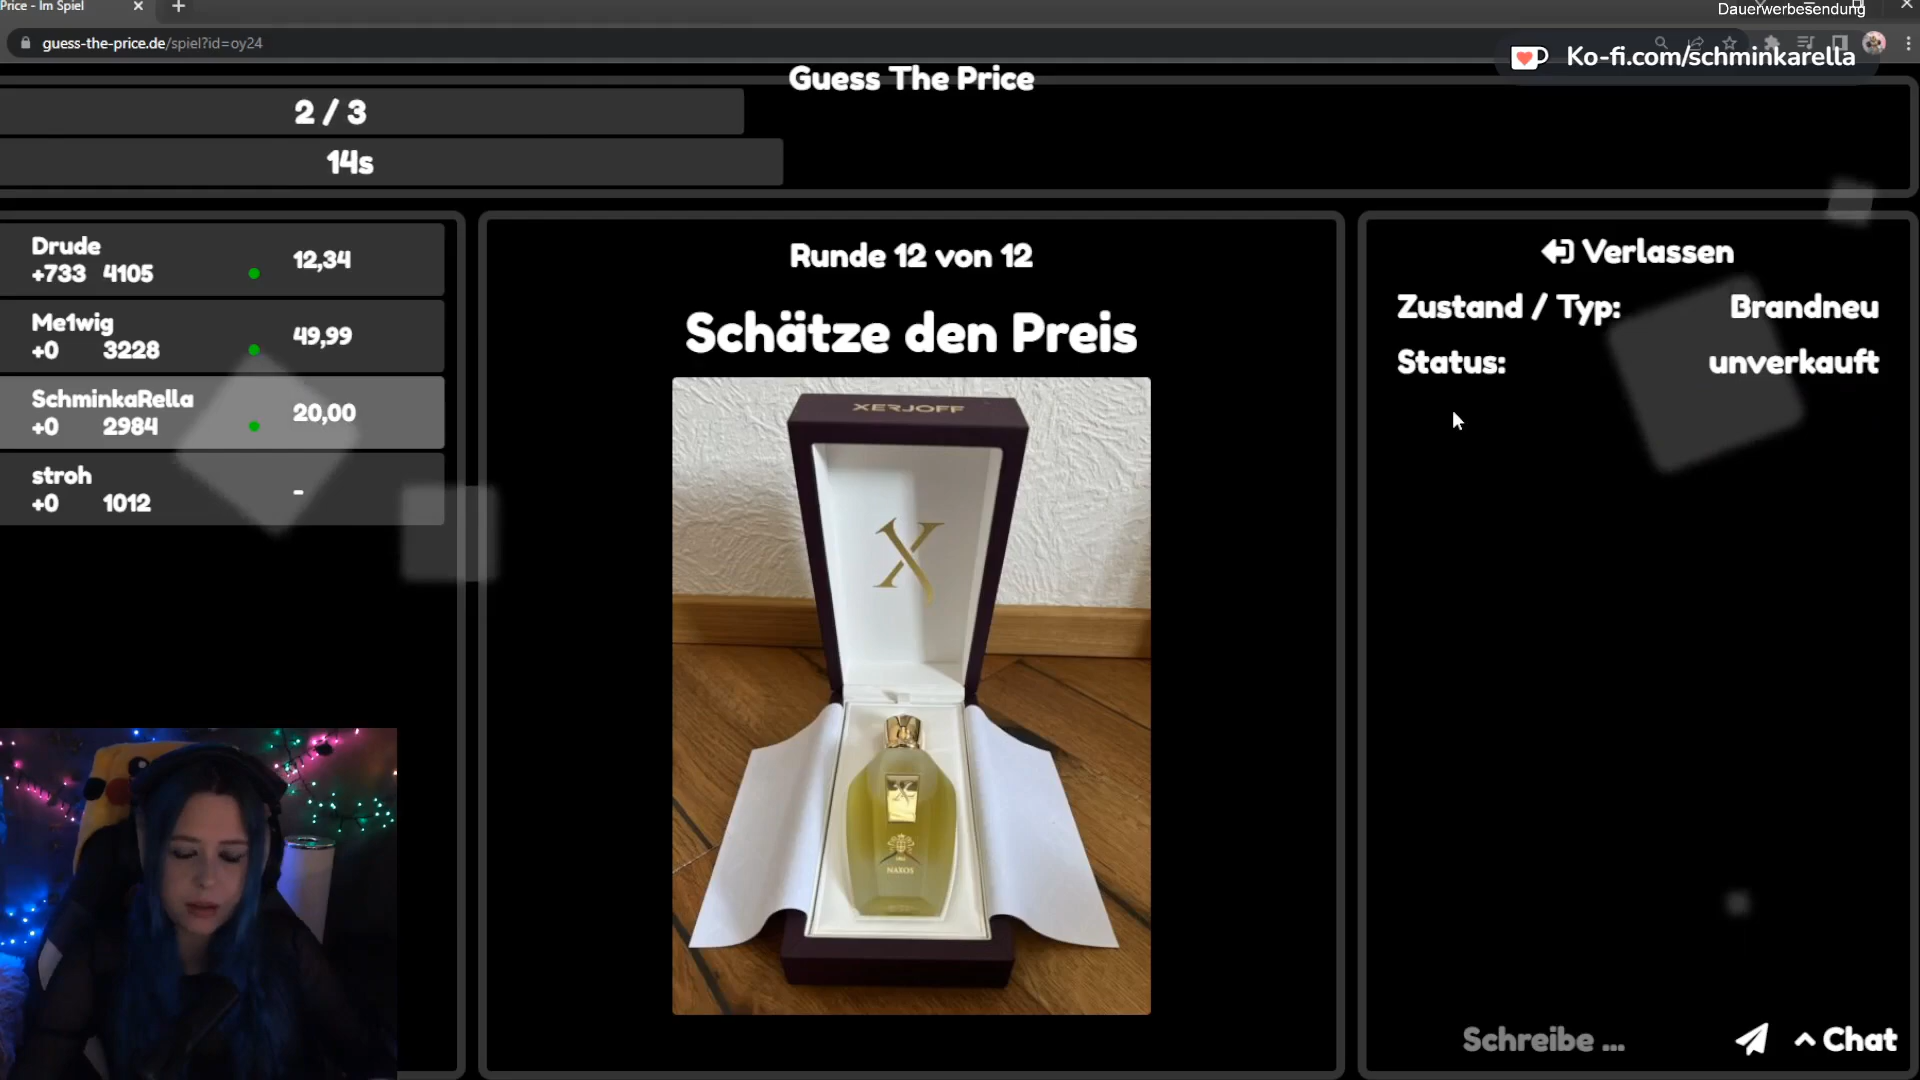 Price - Im Spiel
Dauerwerbesendung
guess-the-price.de/spiel?id=oy24
Ko-fi.com/schminkarella
Guess The Price
2 / 3
14s
Drude
+733 4105
12,34
Me1wig
+0 3228
49,99
SchminkaRella
+0 2984
20,00
stroh
+0 1012
-
Runde 12 von 12
Schätze den Preis
XERJOFF
X
X
NAXOS
Verlassen
Zustand / Typ: Brandneu
Status: unverkauft
Schreibe ...
Chat